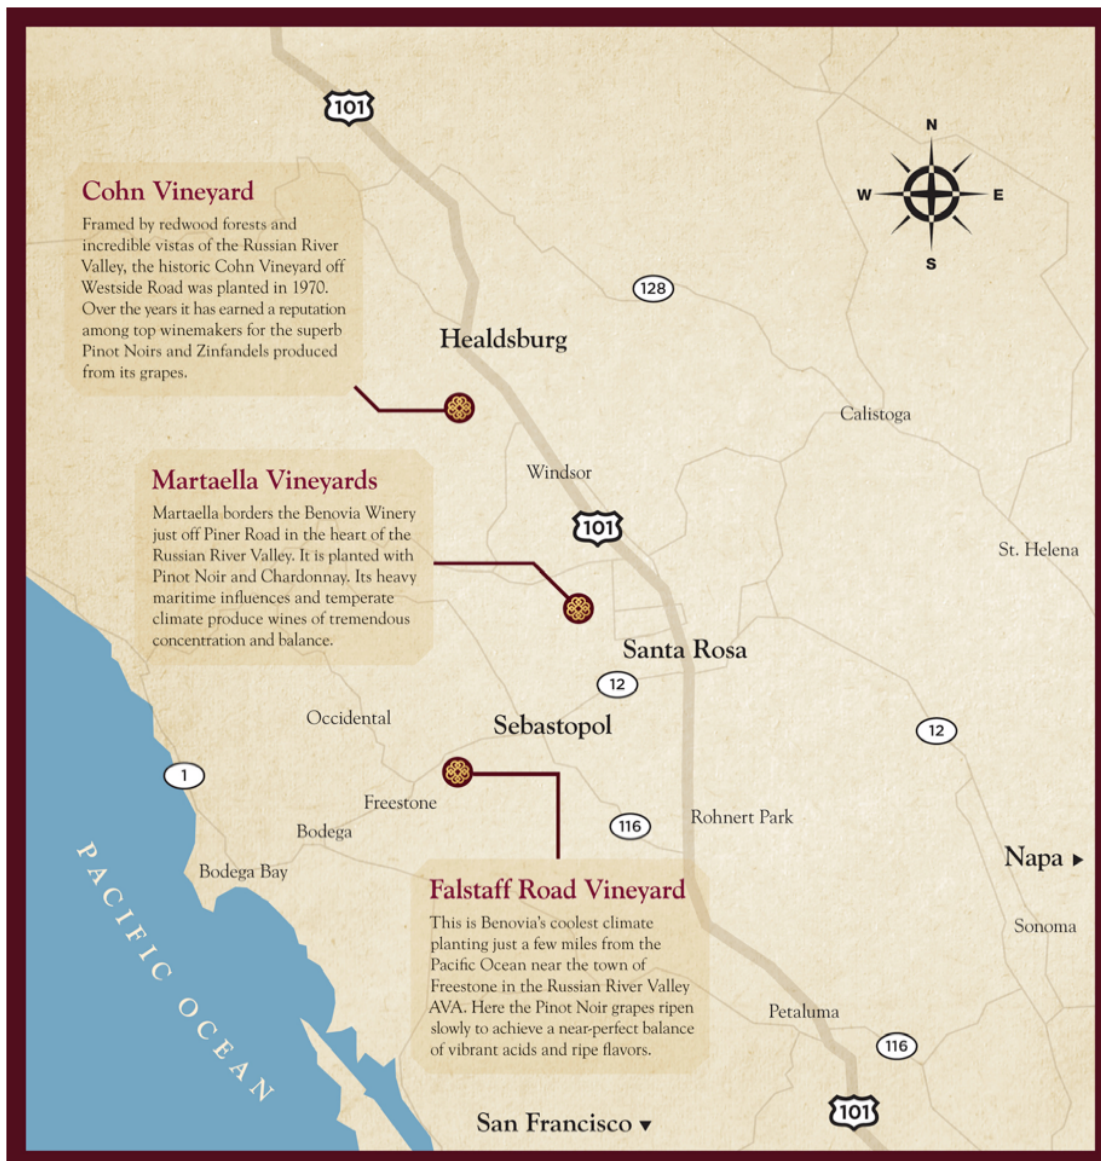 101
N
W
E
S
Cohn Vineyard
Framed by redwood forests and
incredible vistas of the Russian River
Valley, the historic Cohn Vineyard off
Westside Road was planted in 1970.
Over the years it has earned a reputation
among top winemakers for the superb
Pinot Noirs and Zinfandels produced
from its grapes.
128
Healdsburg
Calistoga
Martaella Vineyards
Martaella borders the Benovia Winery
just off Piner Road in the heart of the
Russian River Valley. It is planted with
Pinot Noir and Chardonnay. Its heavy
maritime influences and temperate
climate produce wines of tremendous
concentration and balance.
Windsor
101
St. Helena
Santa Rosa
12
Occidental
Sebastopol
12
1
Freestone
Bodega
116
Rohnert Park
Napa
Bodega Bay
PACIFIC OCEAN
Falstaff Road Vineyard
This is Benovia's coolest climate
planting just a few miles from the
Pacific Ocean near the town of
Freestone in the Russian River Valley
AVA. Here the Pinot Noir grapes ripen
slowly to achieve a near-perfect balance
of vibrant acids and ripe flavors.
Sonoma
Petaluma
116
San Francisco
101